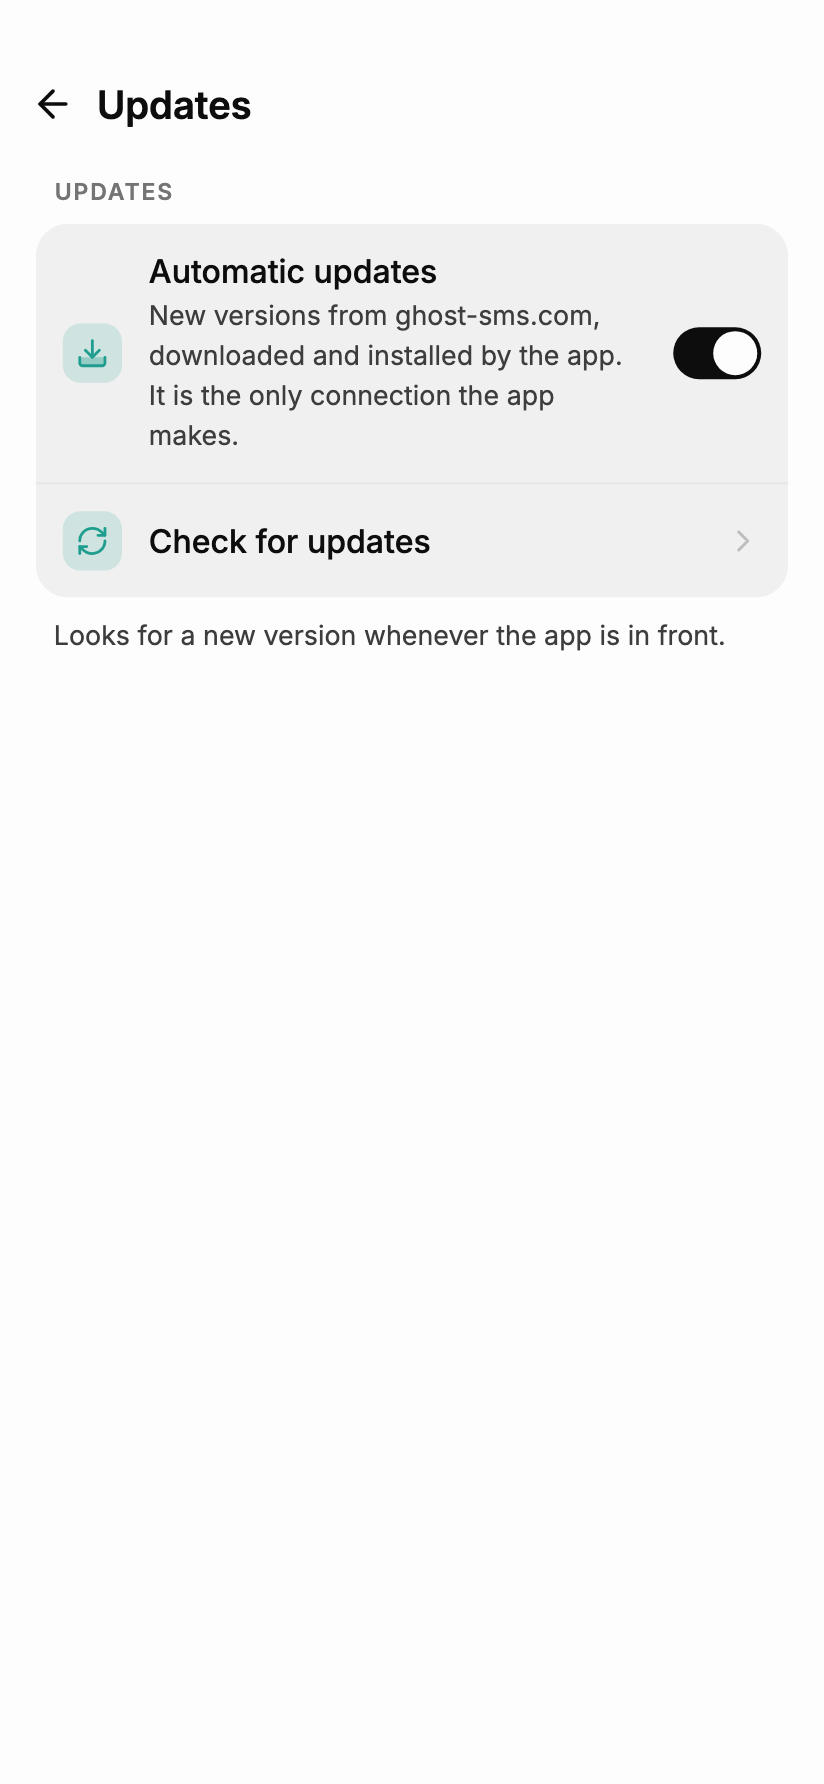 Updates
UPDATES
Automatic updates
New versions from ghost-sms.com,
downloaded and installed by the app.
It is the only connection the app
makes.
Check for updates
Looks for a new version whenever the app is in front.